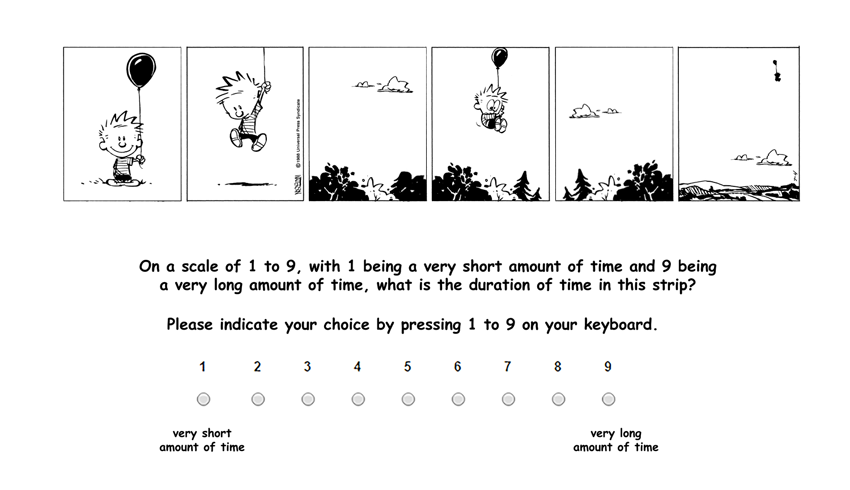 ©1988 Universal Press Syndicate
On a scale of 1 to 9, with 1 being a very short amount of time and 9 being
a very long amount of time, what is the duration of time in this strip?
Please indicate your choice by pressing 1 to 9 on your keyboard.
1 2 3 4 5 6 7 8 9
very short
amount of time
very long
amount of time